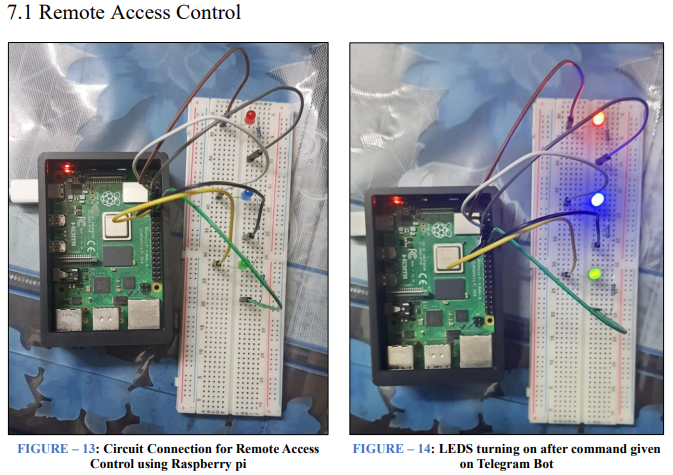 7.1 Remote Access Control
FIGURE – 13: Circuit Connection for Remote Access
Control using Raspberry pi
FIGURE – 14: LEDS turning on after command given
on Telegram Bot